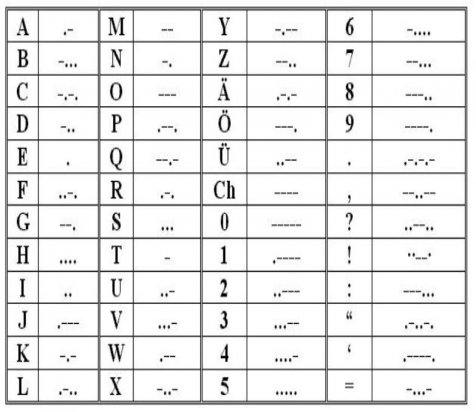 A .- M -- Y -.-- 6 -....
B -... N -. Z --.. 7 --...
C -.-. O --- Ä .-.- 8 ---..
D -.. P .--. Ö ---. 9 ----.
E . Q --.- Ü ..-- . .-.-.-
F ..-. R .-. Ch ---- , --..--
G --. S ... 0 ----- ? ..--..
H .... T - 1 .---- ! ..--.
I .. U ..- 2 ..--- : ---...
J .--- V ...- 3 ...-- “ .-..-.
K -.- W .-- 4 ....- ‘ .----.
L .-.. X -..- 5 ..... = -...-